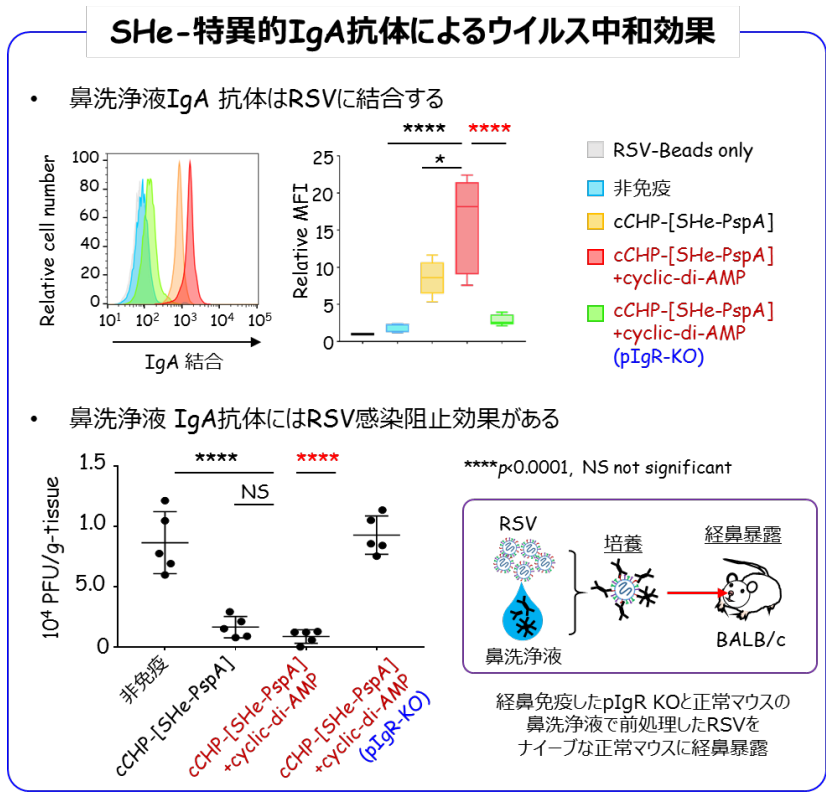 SHe-特異的IgA抗体によるウイルス中和効果
• 鼻洗浄液IgA 抗体はRSVに結合する
Relative cell number
100
80
60
40
20
0
10¹ 10² 10³ 10⁴ 10⁵
IgA 結合
Relative MFI
25
20
15
10
5
0
**** ****
*
RSV-Beads only
非免疫
cCHP-[SHe-PspA]
cCHP-[SHe-PspA]
+cyclic-di-AMP
cCHP-[SHe-PspA]
+cyclic-di-AMP
(pIgR-KO)
• 鼻洗浄液 IgA抗体にはRSV感染阻止効果がある
10⁴ PFU/g-tissue
1.5
1.0
5.0
0
**** ****
NS
非免疫
cCHP-[SHe-PspA]
cCHP-[SHe-PspA]
+cyclic-di-AMP
cCHP-[SHe-PspA]
+cyclic-di-AMP
(pIgR-KO)
****p<0.0001, NS not significant
RSV
鼻洗浄液
培養
経鼻暴露
BALB/c
経鼻免疫したpIgR KOと正常マウスの
鼻洗浄液で前処理したRSVを
ナイーブな正常マウスに経鼻暴露